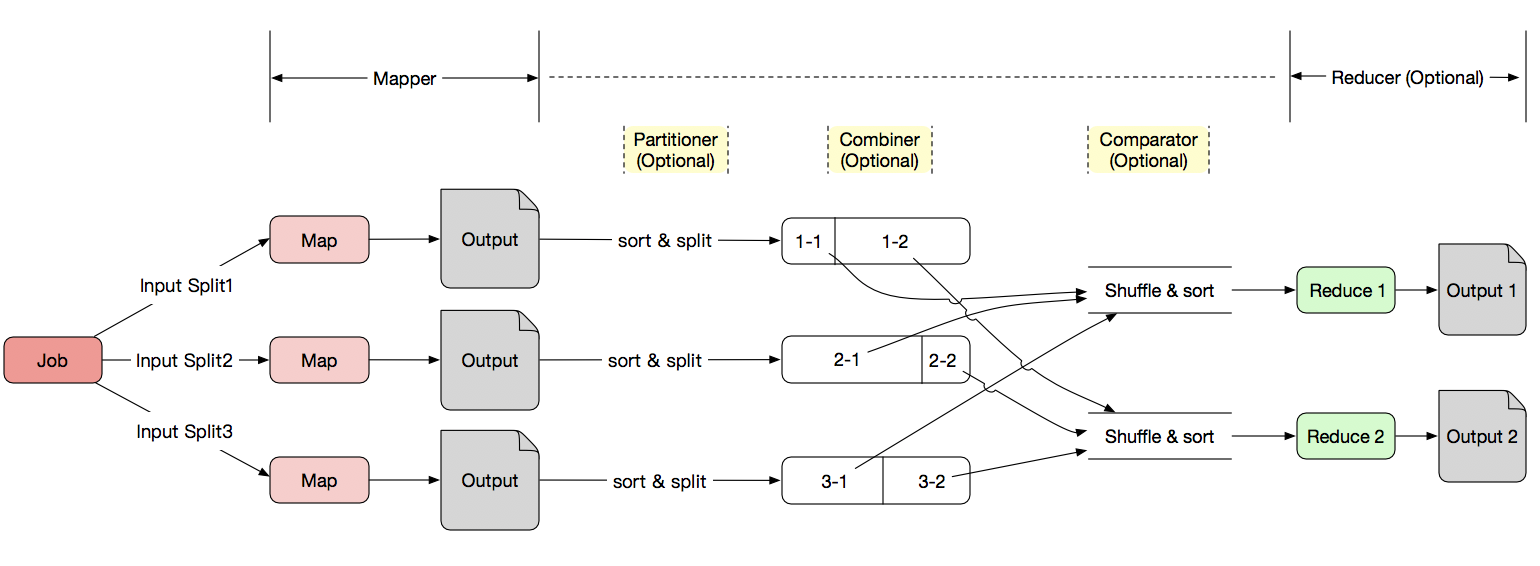 Mapper
Reducer (Optional)
Partitioner
(Optional)
Combiner
(Optional)
Comparator
(Optional)
Map
Output
sort & split
1-1
1-2
Input Split1
Shuffle & sort
Reduce 1
Output 1
Job
Input Split2
Map
Output
sort & split
2-1
2-2
Input Split3
Shuffle & sort
Reduce 2
Output 2
Map
Output
sort & split
3-1
3-2